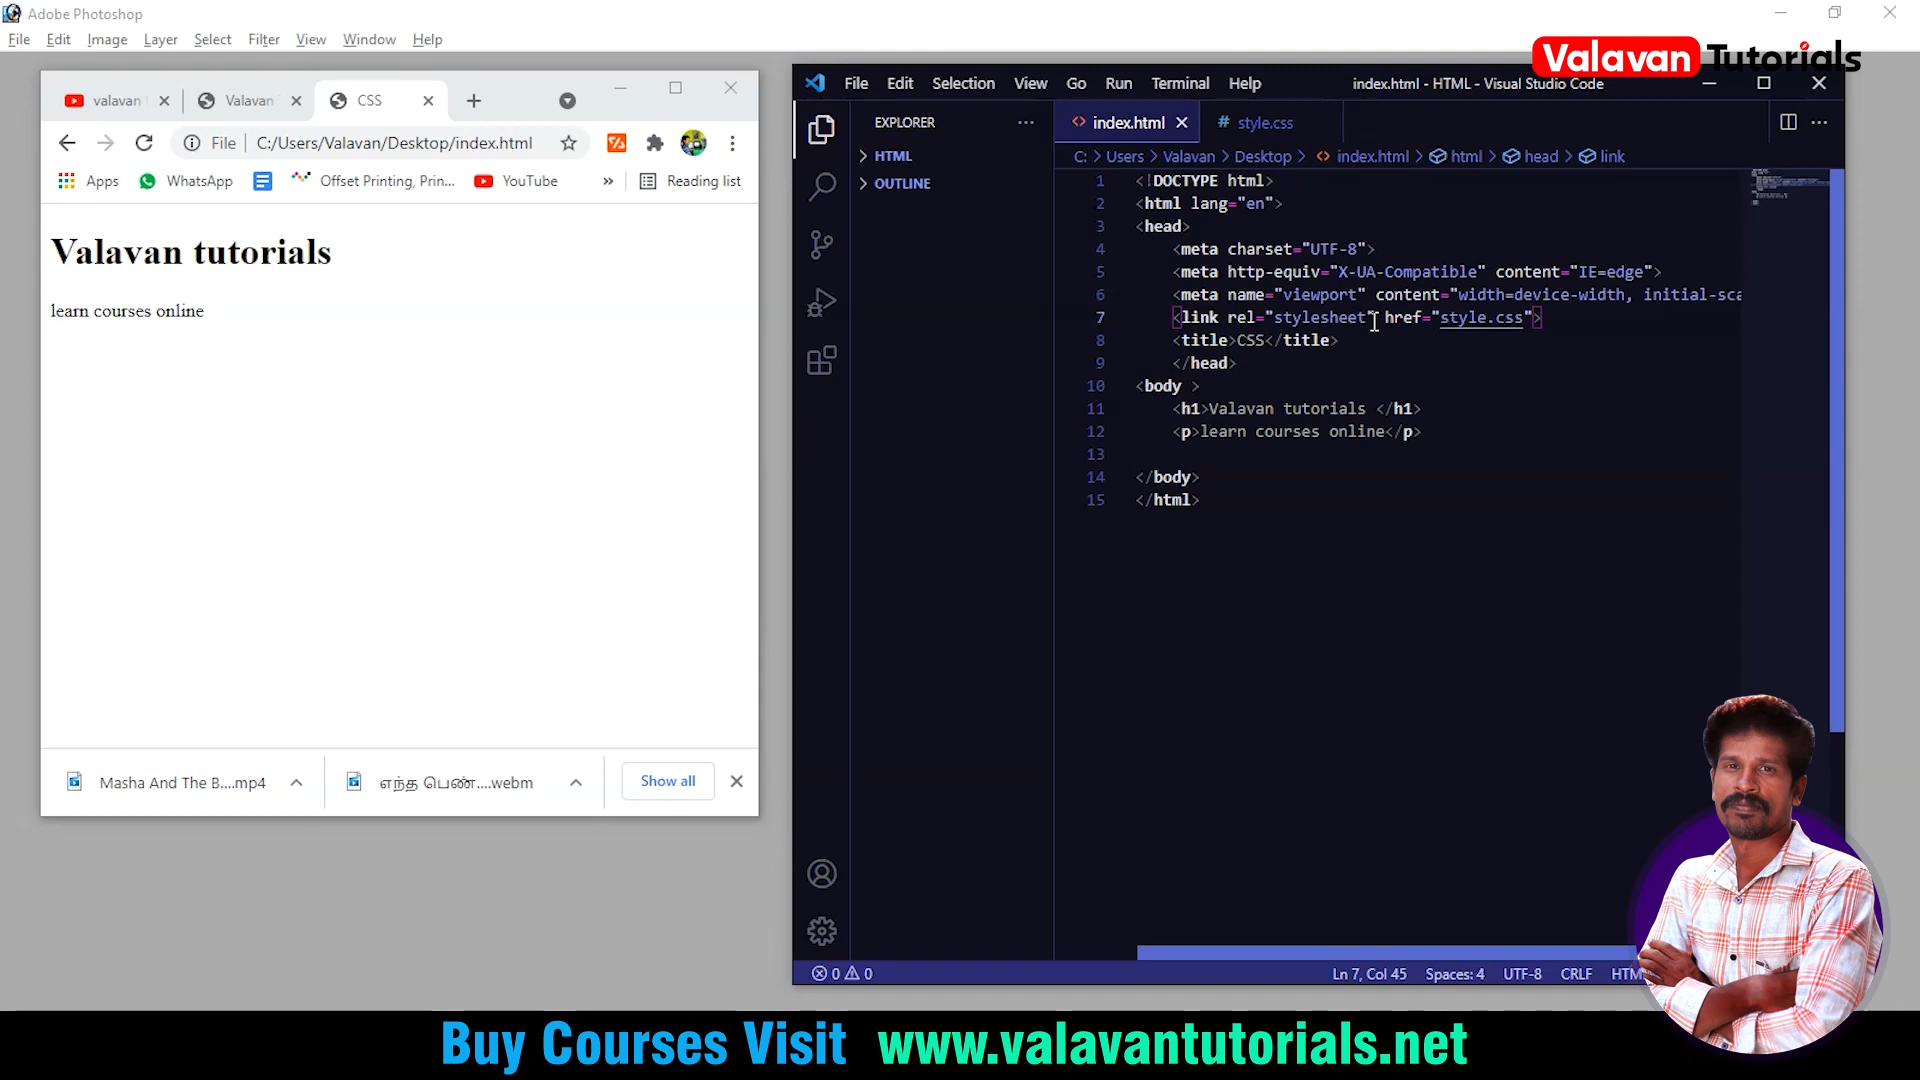 Adobe Photoshop
File Edit Image Layer Select Filter View Window Help
Valavan Tutorials
valavan
Valavan
CSS
File C:/Users/Valavan/Desktop/index.html
Apps WhatsApp Offset Printing, Prin... YouTube » Reading list
Valavan tutorials
learn courses online
Masha And The B....mp4
எந்த பெண்....webm
Show all
File Edit Selection View Go Run Terminal Help
index.html - HTML - Visual Studio Code
EXPLORER ...
HTML
OUTLINE
index.html
# style.css
C: > Users > Valavan > Desktop > index.html > html > head > link
1 <!DOCTYPE html>
2 <html lang="en">
3 <head>
4 <meta charset="UTF-8">
5 <meta http-equiv="X-UA-Compatible" content="IE=edge">
6 <meta name="viewport" content="width=device-width, initial-sca
7 <link rel="stylesheet" href="style.css">
8 <title>CSS</title>
9 </head>
10 <body >
11 <h1>Valavan tutorials </h1>
12 <p>learn courses online</p>
13
14 </body>
15 </html>
0 0
Ln 7, Col 45 Spaces: 4 UTF-8 CRLF HTM
Buy Courses Visit www.valavantutorials.net